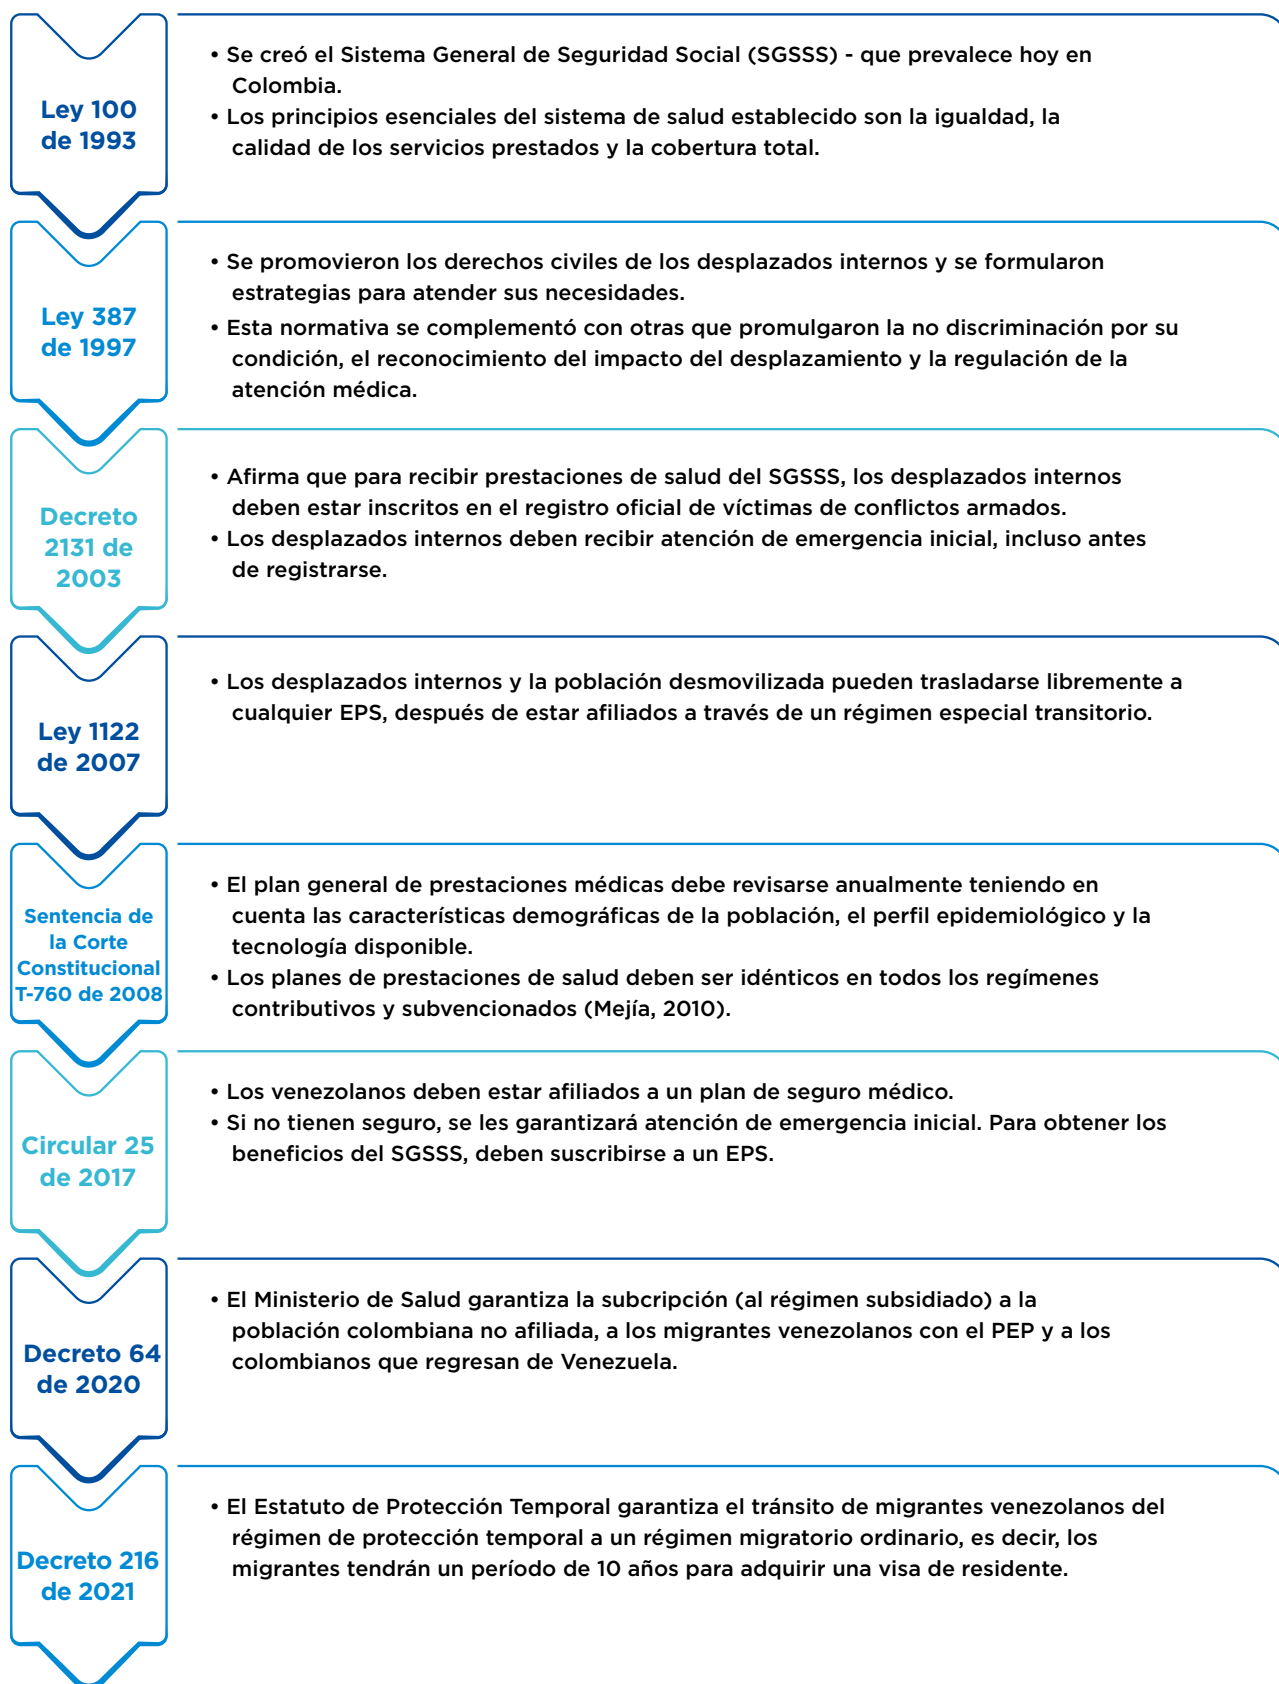 Ley 100
de 1993
• Se creó el Sistema General de Seguridad Social (SGSSS) - que prevalece hoy en
Colombia.
• Los principios esenciales del sistema de salud establecido son la igualdad, la
calidad de los servicios prestados y la cobertura total.
Ley 387
de 1997
• Se promovieron los derechos civiles de los desplazados internos y se formularon
estrategias para atender sus necesidades.
• Esta normativa se complementó con otras que promulgaron la no discriminación por su
condición, el reconocimiento del impacto del desplazamiento y la regulación de la
atención médica.
Decreto
2131 de
2003
• Afirma que para recibir prestaciones de salud del SGSSS, los desplazados internos
deben estar inscritos en el registro oficial de víctimas de conflictos armados.
• Los desplazados internos deben recibir atención de emergencia inicial, incluso antes
de registrarse.
Ley 1122
de 2007
• Los desplazados internos y la población desmovilizada pueden trasladarse libremente a
cualquier EPS, después de estar afiliados a través de un régimen especial transitorio.
Sentencia de
la Corte
Constitucional
T-760 de 2008
• El plan general de prestaciones médicas debe revisarse anualmente teniendo en
cuenta las características demográficas de la población, el perfil epidemiológico y la
tecnología disponible.
• Los planes de prestaciones de salud deben ser idénticos en todos los regímenes
contributivos y subvencionados (Mejía, 2010).
Circular 25
de 2017
• Los venezolanos deben estar afiliados a un plan de seguro médico.
• Si no tienen seguro, se les garantizará atención de emergencia inicial. Para obtener los
beneficios del SGSSS, deben suscribirse a un EPS.
Decreto 64
de 2020
• El Ministerio de Salud garantiza la subcripción (al régimen subsidiado) a la
población colombiana no afiliada, a los migrantes venezolanos con el PEP y a los
colombianos que regresan de Venezuela.
Decreto 216
de 2021
• El Estatuto de Protección Temporal garantiza el tránsito de migrantes venezolanos del
régimen de protección temporal a un régimen migratorio ordinario, es decir, los
migrantes tendrán un período de 10 años para adquirir una visa de residente.